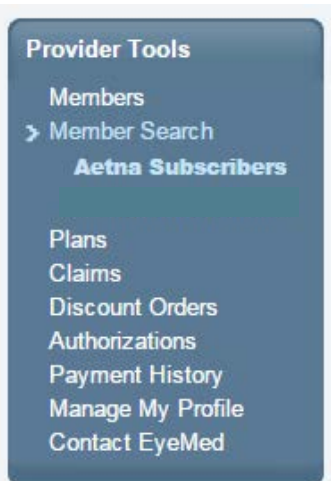 Provider Tools
Members
Member Search
Aetna Subscribers
Plans
Claims
Discount Orders
Authorizations
Payment History
Manage My Profile
Contact EyeMed